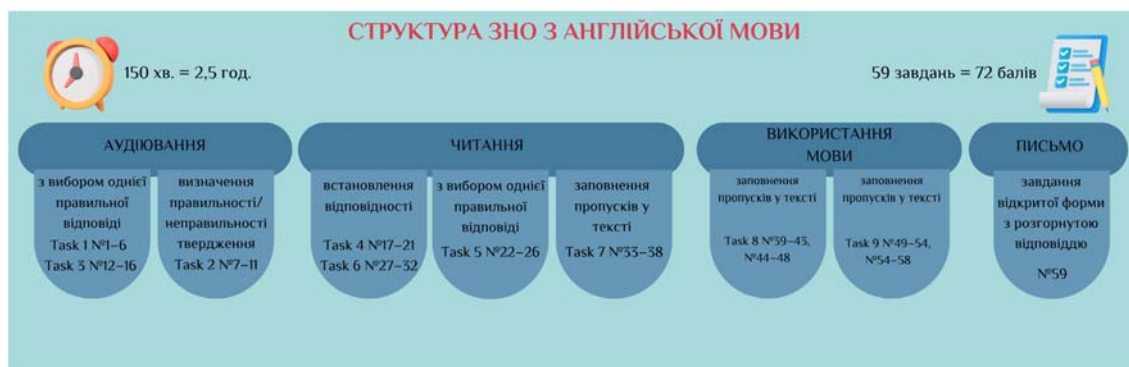 СТРУКТУРА ЗНО З АНГЛІЙСЬКОЇ МОВИ
150 хв. = 2,5 год.
59 завдань = 72 балів
АУДІЮВАННЯ
з вибором однієї
правильної
відповіді
Task 1 №1–6
Task 3 №12–16
визначення
правильності/
неправильності
твердження
Task 2 №7–11
ЧИТАННЯ
встановлення
відповідності
Task 4 №17–21
Task 6 №27–32
з вибором однієї
правильної
відповіді
Task 5 №22–26
заповнення
пропусків у
тексті
Task 7 №33–38
ВИКОРИСТАННЯ
МОВИ
заповнення
пропусків у тексті
Task 8 №39–43,
№44–48
заповнення
пропусків у тексті
Task 9 №49–54,
№54–58
ПИСЬМО
завдання
відкритої форми
з розгорнутою
відповіддю
№59